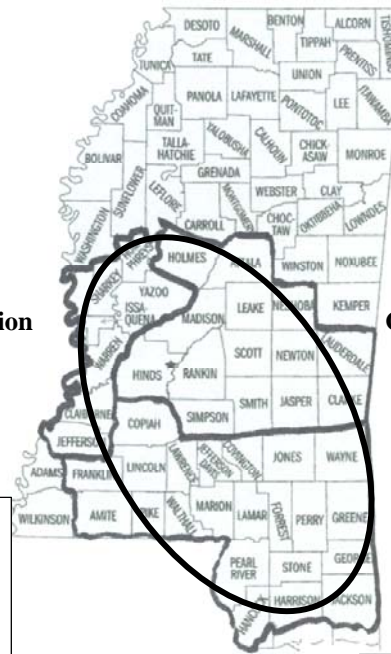 DESOTO
BENTON
ALCORN
MARSHALL
TIPPAH
TUNICA
TATE
PRENTISS
UNION
COAHOMA
PANOLA
LAFAYETTE
ITAWAMBA
QUIT-
MAN
PONTOTOC
LEE
BOLIVAR
TALLA-
HATCHIE
YALOBUSHA
CALHOUN
CHICK-
ASAW
MONROE
SUNFLOWER
GRENADA
LEFLORE
MONTGOMERY
WEBSTER
CLAY
WASHINGTON
CARROLL
CHOC-
TAW
OKTIBBEHA
LOWNDES
HOLMES
WINSTON
NOXUBEE
SHARKEY
YAZOO
ISSA-
QUENA
MADISON
LEAKE
NESHOBA
KEMPER
tion
WARREN
SCOTT
NEWTON
LAUDERDALE
HINDS
RANKIN
SMITH
JASPER
CLARKE
CLAIBORNE
COPIAH
SIMPSON
JEFFERSON
COVINGTON
JONES
WAYNE
ADAMS
FRANKLIN
LINCOLN
LAWRENCE
JEFFERSON
DAVIS
WILKINSON
AMITE
PIKE
WALTHALL
MARION
LAMAR
FORREST
PERRY
GREENE
PEARL
RIVER
STONE
GEORGE
HANCOCK
HARRISON
JACKSON